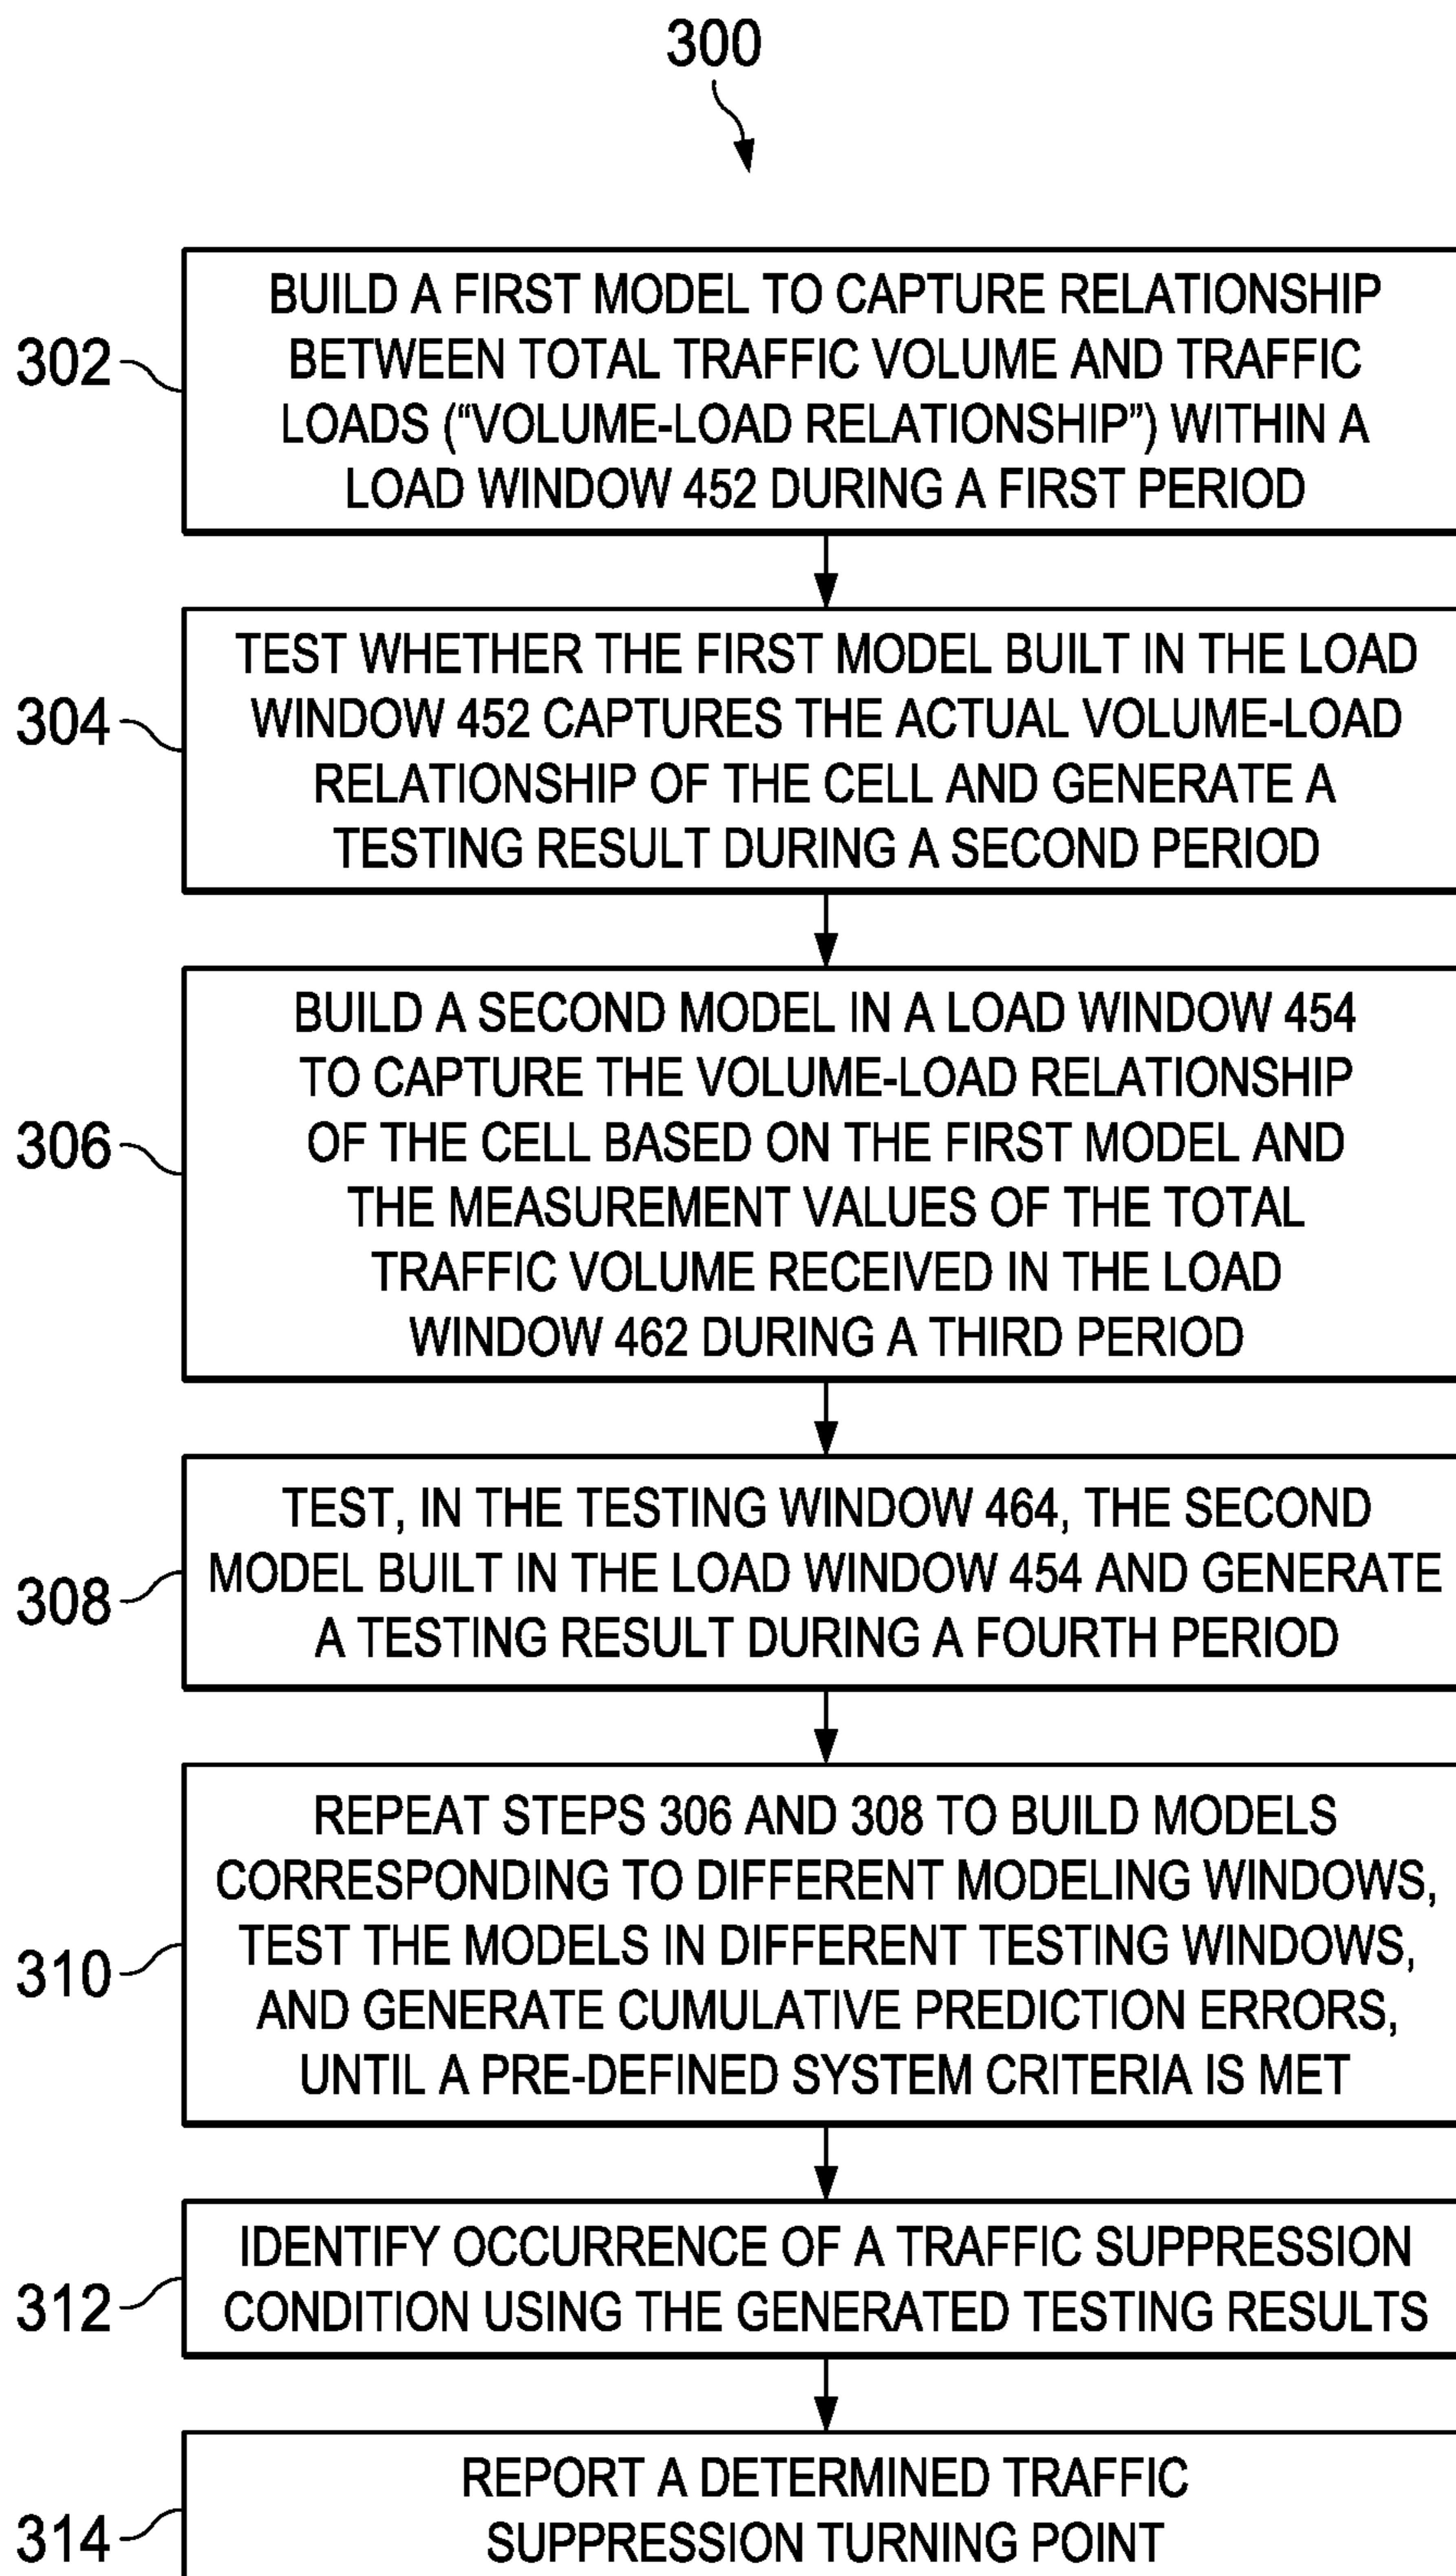 300
302
BUILD A FIRST MODEL TO CAPTURE RELATIONSHIP
BETWEEN TOTAL TRAFFIC VOLUME AND TRAFFIC
LOADS (“VOLUME-LOAD RELATIONSHIP”) WITHIN A
LOAD WINDOW 452 DURING A FIRST PERIOD
304
TEST WHETHER THE FIRST MODEL BUILT IN THE LOAD
WINDOW 452 CAPTURES THE ACTUAL VOLUME-LOAD
RELATIONSHIP OF THE CELL AND GENERATE A
TESTING RESULT DURING A SECOND PERIOD
306
BUILD A SECOND MODEL IN A LOAD WINDOW 454
TO CAPTURE THE VOLUME-LOAD RELATIONSHIP
OF THE CELL BASED ON THE FIRST MODEL AND
THE MEASUREMENT VALUES OF THE TOTAL
TRAFFIC VOLUME RECEIVED IN THE LOAD
WINDOW 462 DURING A THIRD PERIOD
308
TEST, IN THE TESTING WINDOW 464, THE SECOND
MODEL BUILT IN THE LOAD WINDOW 454 AND GENERATE
A TESTING RESULT DURING A FOURTH PERIOD
310
REPEAT STEPS 306 AND 308 TO BUILD MODELS
CORRESPONDING TO DIFFERENT MODELING WINDOWS,
TEST THE MODELS IN DIFFERENT TESTING WINDOWS,
AND GENERATE CUMULATIVE PREDICTION ERRORS,
UNTIL A PRE-DEFINED SYSTEM CRITERIA IS MET
312
IDENTIFY OCCURRENCE OF A TRAFFIC SUPPRESSION
CONDITION USING THE GENERATED TESTING RESULTS
314
REPORT A DETERMINED TRAFFIC
SUPPRESSION TURNING POINT